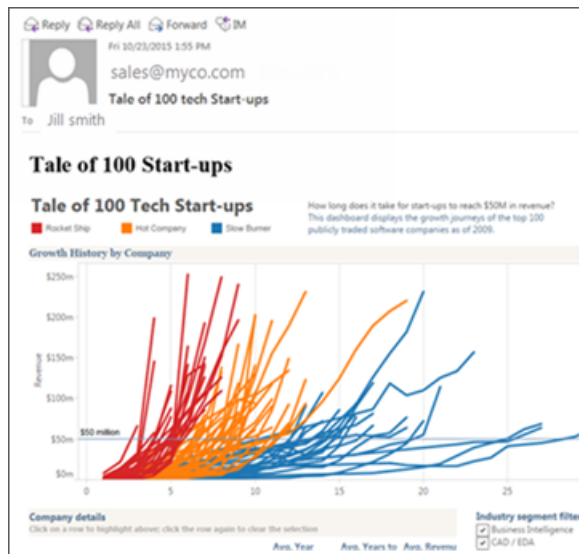 Reply Reply All Forward IM
Fri 10/23/2015 1:55 PM
sales@myco.com
Tale of 100 tech Start-ups
To Jill smith
Tale of 100 Start-ups
Tale of 100 Tech Start-ups
How long does it take for start-ups to reach $50M in revenue?
Rocket Ship Hot Company Slow Burner
This dashboard displays the growth journeys of the top 100
publicly traded software companies as of 2009.
Growth History by Company
$250m
$200m
$150m
$100m
$50m
$0m
Revenue
$50 million
0 5 10 15 20 25
Company details
Click on a row to highlight above; click the row again to clear the selection
Industry segment filter
Business Intelligence
CAD / EDA
Avg. Year Avg. Years to Avg. Revenu